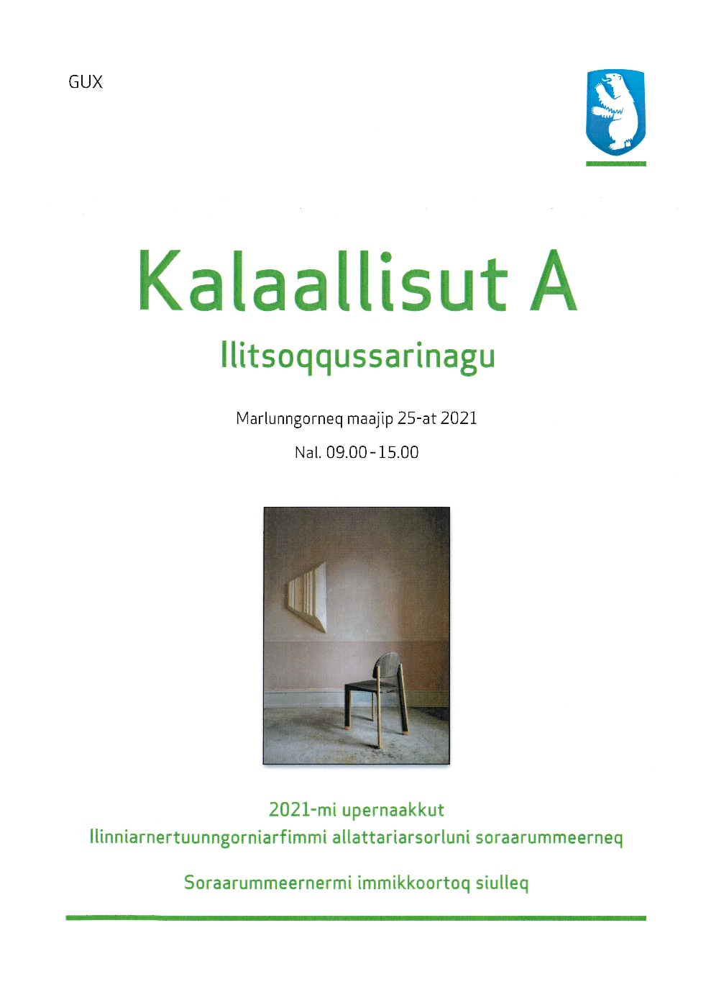 GUX
Kalaallisut A
Ilitsoqqussarinagu
Marlunngorneq maajip 25-at 2021
Nal. 09.00-15.00
2021-mi upernaakkut
Ilinniarnertuunngorniarfimmi allattariarsorluni soraarummeerneq
Soraarummeernermi immikkoortoq siulleq